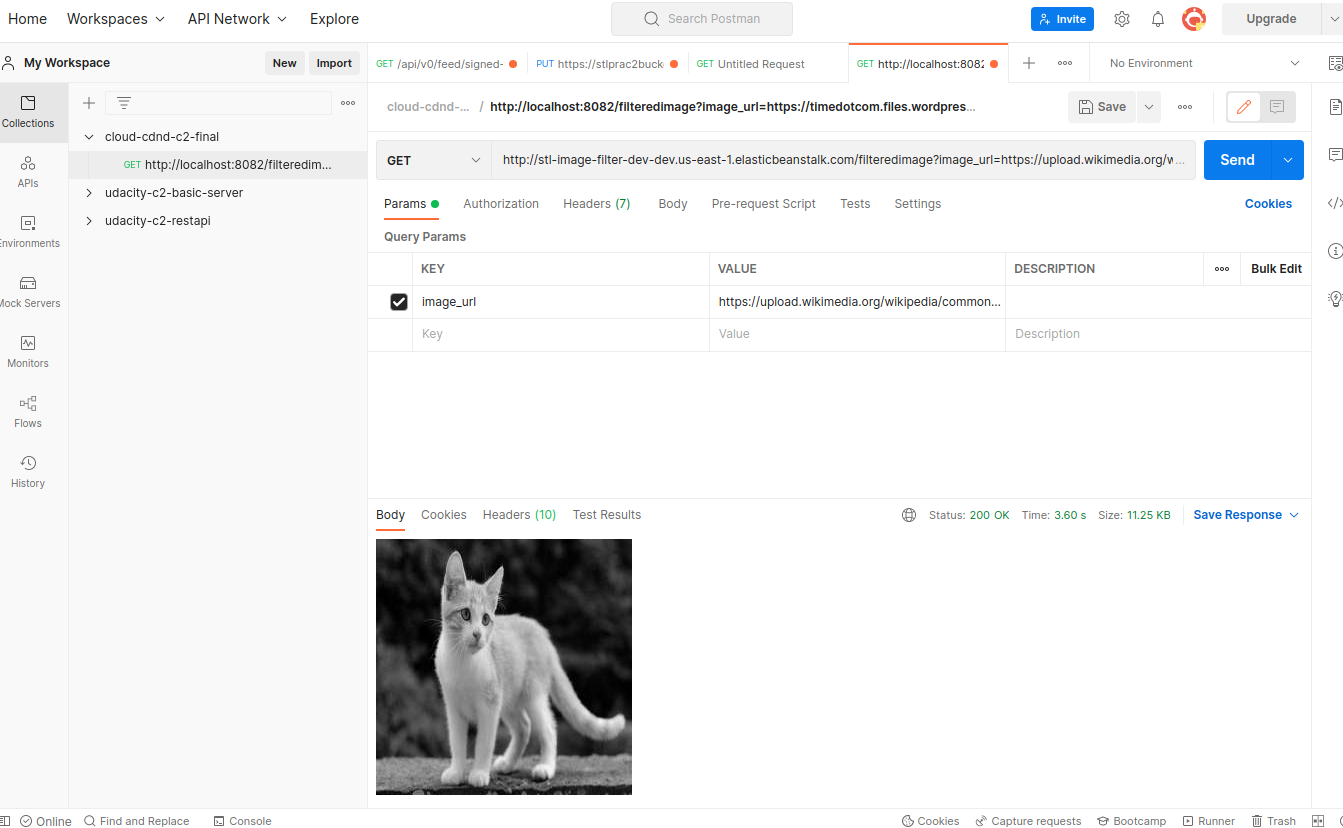 Home Workspaces API Network Explore Search Postman Invite Upgrade
My Workspace New Import GET /api/v0/feed/signed- PUT https://stlprac2buck GET Untitled Request GET http://localhost:8082 No Environment
Collections
APIs
Environments
Mock Servers
Monitors
Flows
History
cloud-cdnd-c2-final
GET http://localhost:8082/filteredim...
udacity-c2-basic-server
udacity-c2-restapi
cloud-cdnd-... / http://localhost:8082/filteredimage?image_url=https://timedotcom.files.wordpres... Save
GET http://stl-image-filter-dev-dev.us-east-1.elasticbeanstalk.com/filteredimage?image_url=https://upload.wikimedia.org/w... Send
Params Authorization Headers (7) Body Pre-request Script Tests Settings Cookies
Query Params
KEY VALUE DESCRIPTION Bulk Edit
image_url https://upload.wikimedia.org/wikipedia/common...
Key Value Description
Body Cookies Headers (10) Test Results Status: 200 OK Time: 3.60 s Size: 11.25 KB Save Response
Online Find and Replace Console Cookies Capture requests Bootcamp Runner Trash